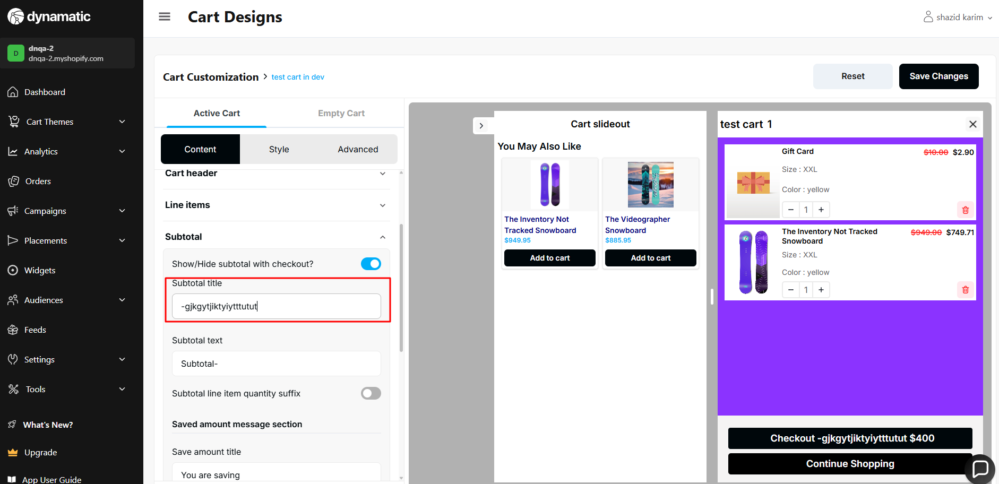 dynamatic
Cart Designs
shazid karim
D
dnqa-2
dnqa-2.myshopify.com
Dashboard
Cart Themes
Analytics
Orders
Campaigns
Placements
Widgets
Audiences
Feeds
Settings
Tools
What's New?
Upgrade
App User Guide
Cart Customization > test cart in dev
Reset
Save Changes
Active Cart
Empty Cart
Content
Style
Advanced
Cart header
Line items
Subtotal
Show/Hide subtotal with checkout?
Subtotal title
-gjkgytjiktyiytttutut
Subtotal text
Subtotal-
Subtotal line item quantity suffix
Saved amount message section
Save amount title
You are saving
Cart slideout
You May Also Like
The Inventory Not
Tracked Snowboard
$949.95
Add to cart
The Videographer
Snowboard
$885.95
Add to cart
test cart 1
Gift Card
$10.00 $2.90
Size : XXL
Color : yellow
− 1 +
The Inventory Not Tracked
Snowboard
$949.00 $749.71
Size : XXL
Color : yellow
− 1 +
Checkout -gjkgytjiktyiytttutut $400
Continue Shopping